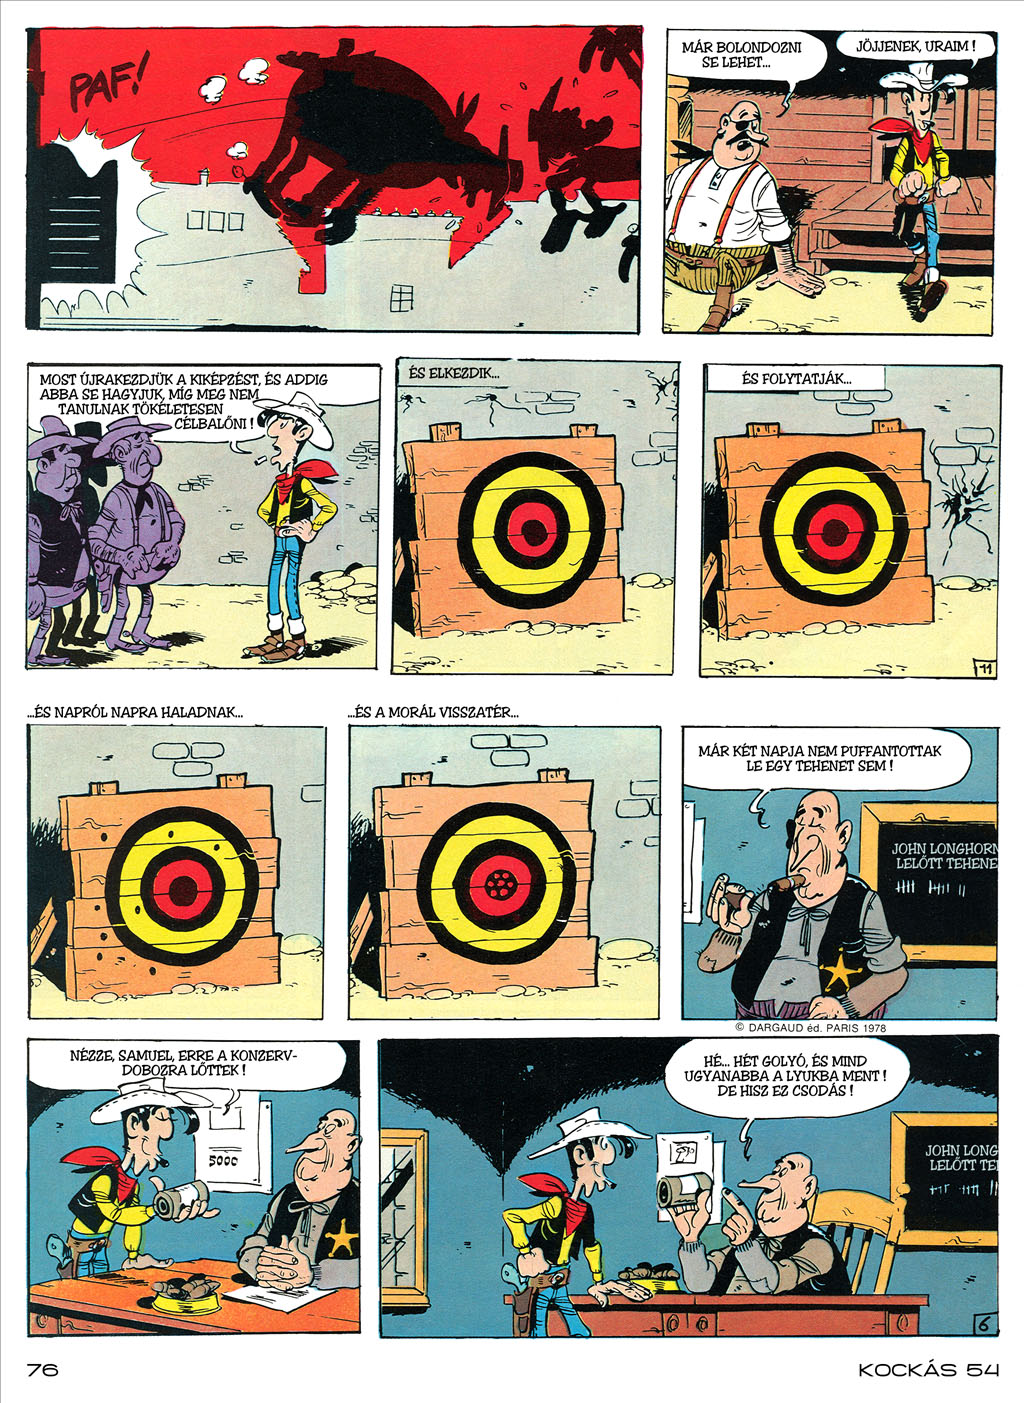 PAF!
MÁR BOLONDOZNI
SE LEHET...
JÖJJENEK, URAIM !
MOST ÚJRAKEZDJÜK A KIKÉPZÉST, ÉS ADDIG
ABBA SE HAGYJUK, MÍG MEG NEM
TANULNAK TÖKÉLETESEN
CÉLBALŐNI !
ÉS ELKEZDIK...
ÉS FOLYTATJÁK...
11
...ÉS NAPRÓL NAPRA HALADNAK...
...ÉS A MORÁL VISSZATÉR...
MÁR KÉT NAPJA NEM PUFFANTOTTAK
LE EGY TEHENET SEM !
JOHN LONGHORN
LELŐTT TEHENE
© DARGAUD éd. PARIS 1978
NÉZZE, SAMUEL, ERRE A KONZERV-
DOBOZRA LŐTTEK !
5000
HÉ... HÉT GOLYÓ, ÉS MIND
UGYANABBA A LYUKBA MENT !
DE HISZ EZ CSODÁS !
JOHN LONG
LELŐTT TE
6
76
KOCKÁS 54